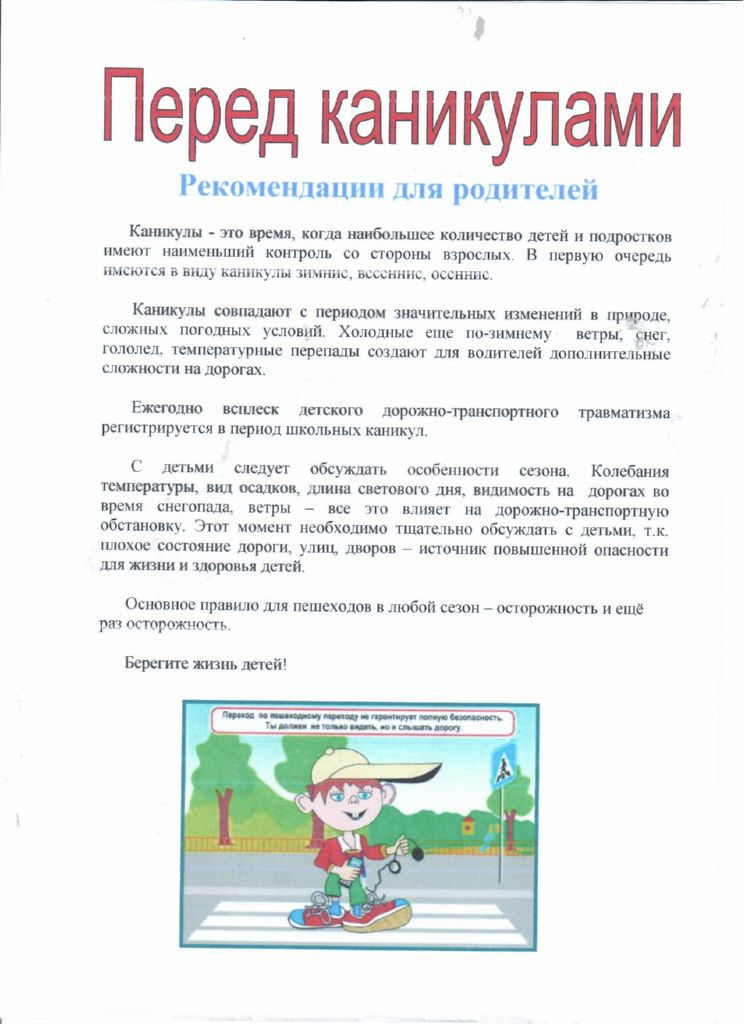 Перед каникулами
Рекомендации для родителей
Каникулы - это время, когда наибольшее количество детей и подростков
имеют наименьший контроль со стороны взрослых. В первую очередь
имеются в виду каникулы зимние, весенние, осенние.
Каникулы совпадают с периодом значительных изменений в природе,
сложных погодных условий. Холодные еще по-зимнему ветры, снег,
гололед, температурные перепады создают для водителей дополнительные
сложности на дорогах.
Ежегодно всплеск детского дорожно-транспортного травматизма
регистрируется в период школьных каникул.
С детьми следует обсуждать особенности сезона. Колебания
температуры, вид осадков, длина светового дня, видимость на дорогах во
время снегопада, ветры – все это влияет на дорожно-транспортную
обстановку. Этот момент необходимо тщательно обсуждать с детьми, т.к.
плохое состояние дороги, улиц, дворов – источник повышенной опасности
для жизни и здоровья детей.
Основное правило для пешеходов в любой сезон – осторожность и ещё
раз осторожность.
Берегите жизнь детей!
Переход по пешеходному переходу не гарантирует полную безопасность.
Ты должен не только видеть, но и слышать дорогу.